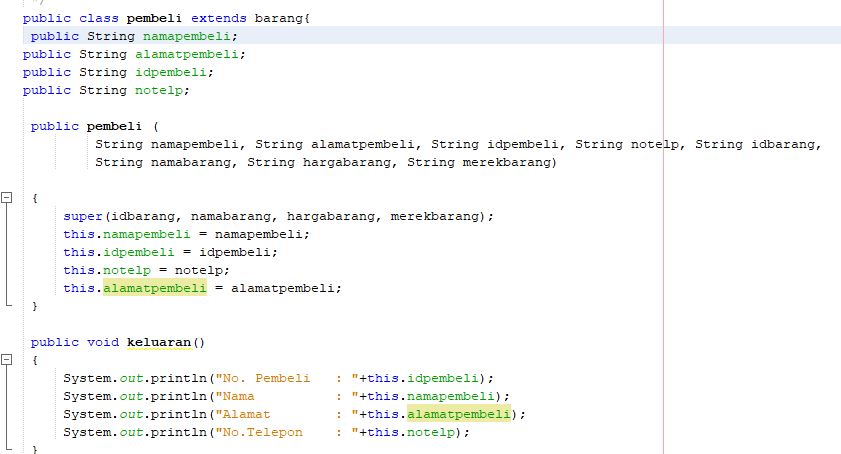 */
public class pembeli extends barang{
public String namapembeli;
public String alamatpembeli;
public String idpembeli;
public String notelp;
public pembeli (
String namapembeli, String alamatpembeli, String idpembeli, String notelp, String idbarang,
String namabarang, String hargabarang, String merekbarang)
{
super(idbarang, namabarang, hargabarang, merekbarang);
this.namapembeli = namapembeli;
this.idpembeli = idpembeli;
this.notelp = notelp;
this.alamatpembeli = alamatpembeli;
}
public void keluaran()
{
System.out.println("No. Pembeli   : "+this.idpembeli);
System.out.println("Nama          : "+this.namapembeli);
System.out.println("Alamat        : "+this.alamatpembeli);
System.out.println("No.Telepon    : "+this.notelp);
}